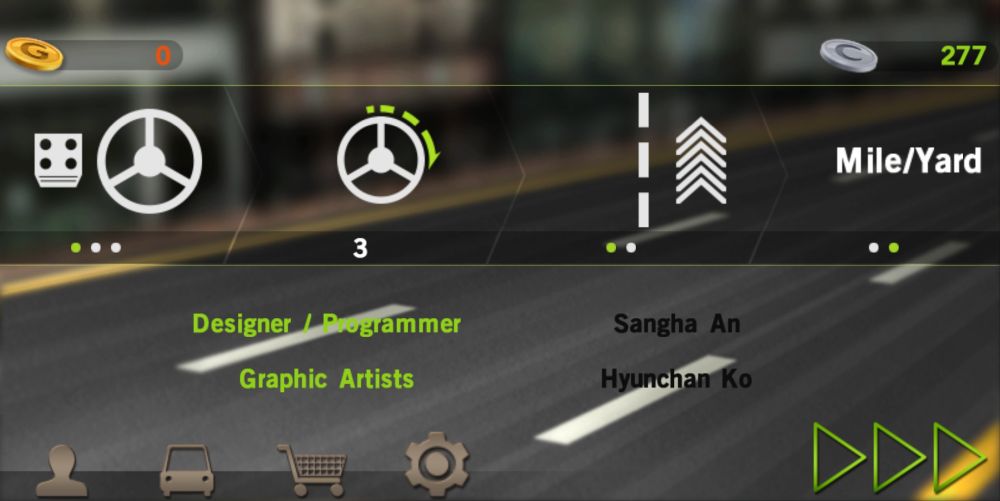 G 0 C 277
Mile/Yard
3
Designer / Programmer Sangha An
Graphic Artists Hyunchan Ko